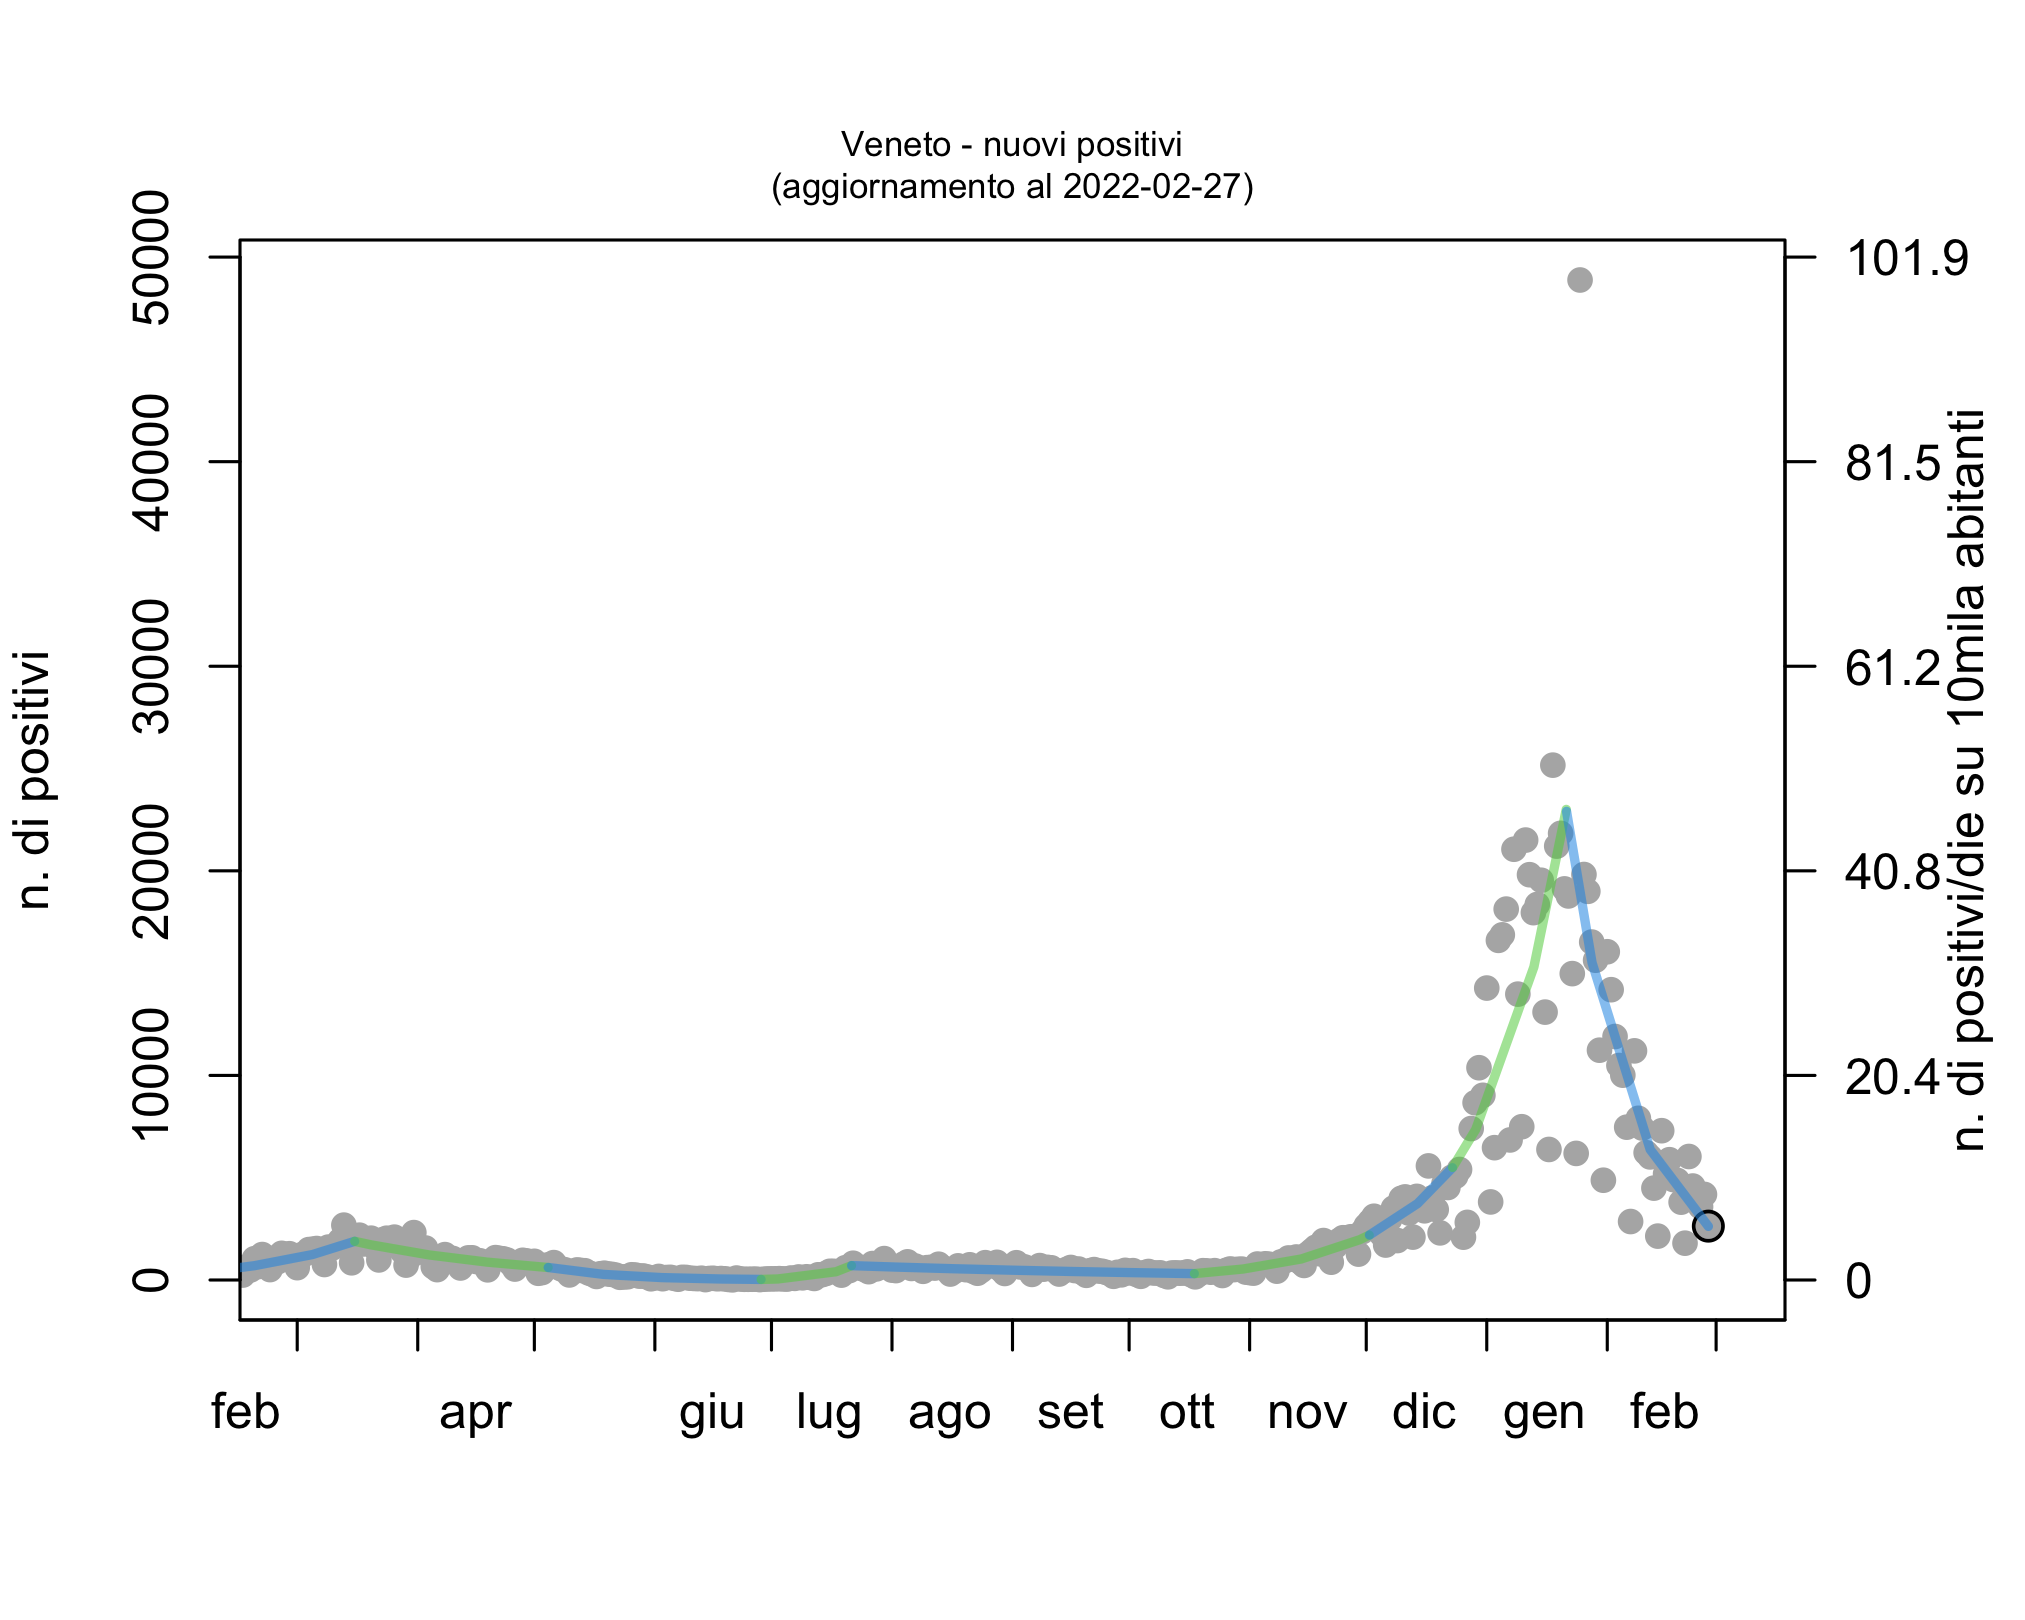 Veneto - nuovi positivi
(aggiornamento al 2022-02-27)
n. di positivi
50000
40000
30000
20000
10000
0
101.9
81.5
61.2
40.8
20.4
0
n. di positivi/die su 10mila abitanti
feb apr giu lug ago set ott nov dic gen feb